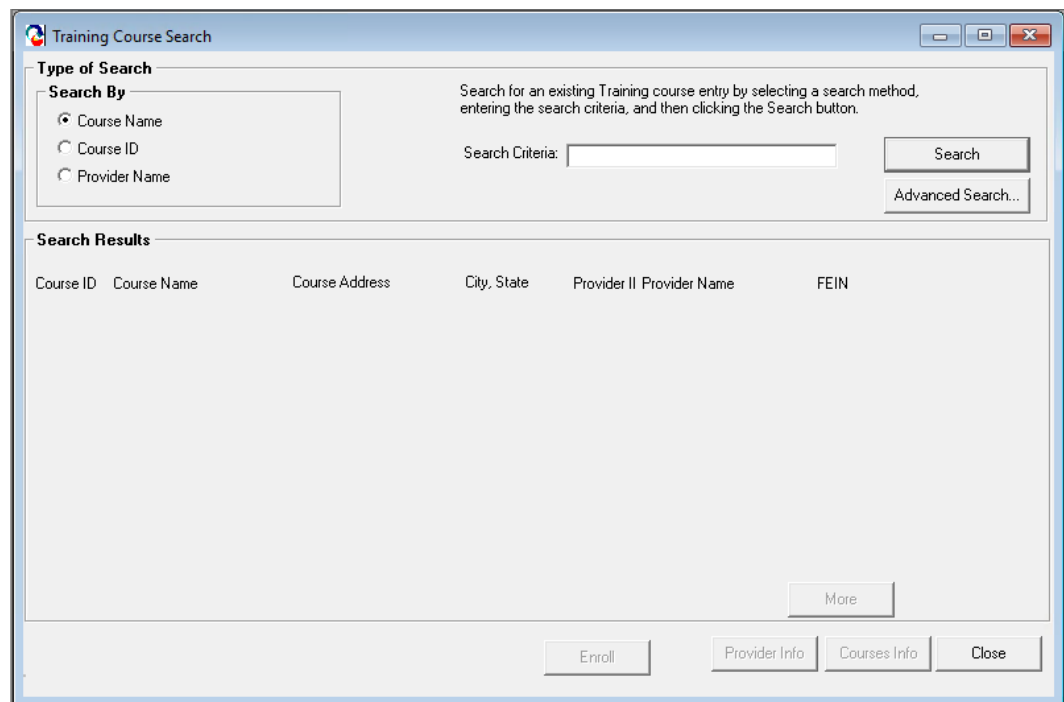 Training Course Search
Type of Search
Search By
Course Name
Course ID
Provider Name
Search for an existing Training course entry by selecting a search method,
entering the search criteria, and then clicking the Search button.
Search Criteria:
Search
Advanced Search...
Search Results
Course ID Course Name Course Address City, State Provider II Provider Name FEIN
More
Enroll Provider Info Courses Info Close